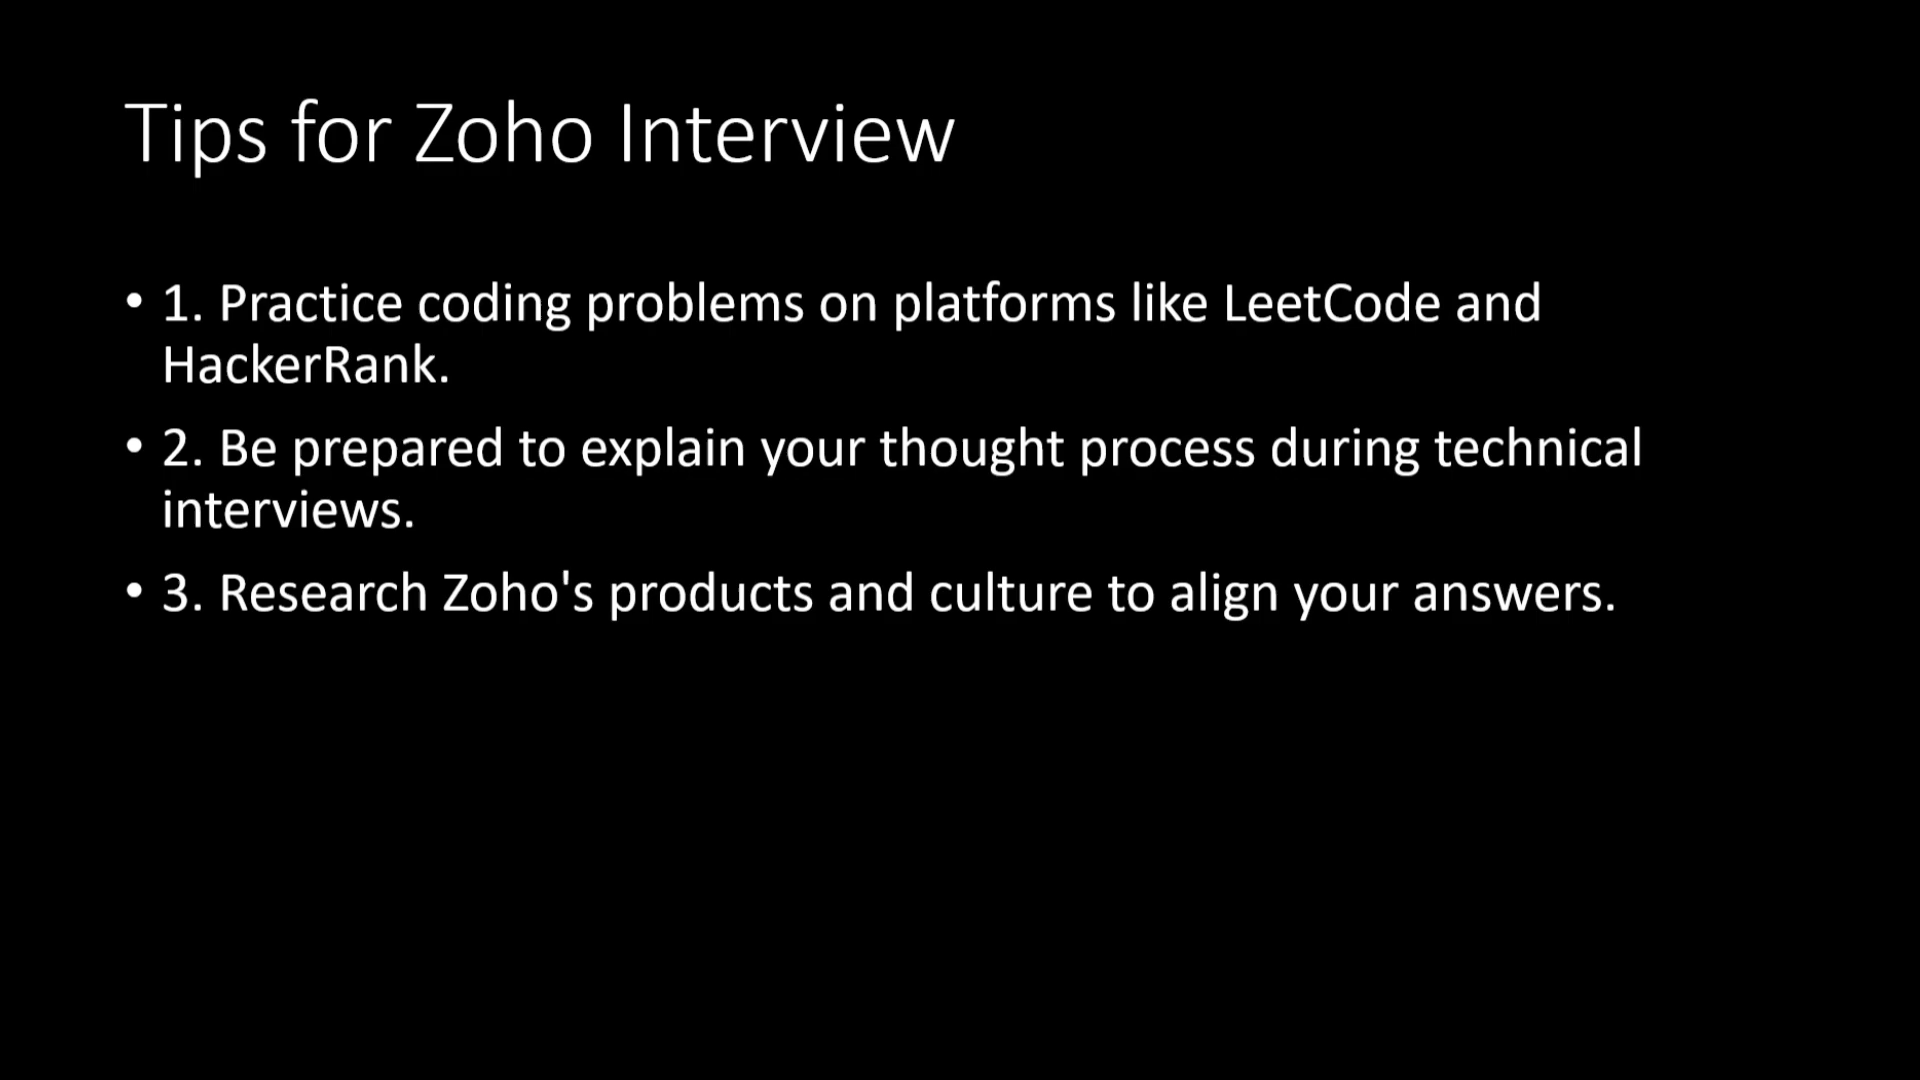 Tips for Zoho Interview
• 1. Practice coding problems on platforms like LeetCode and
HackerRank.
• 2. Be prepared to explain your thought process during technical
interviews.
• 3. Research Zoho's products and culture to align your answers.